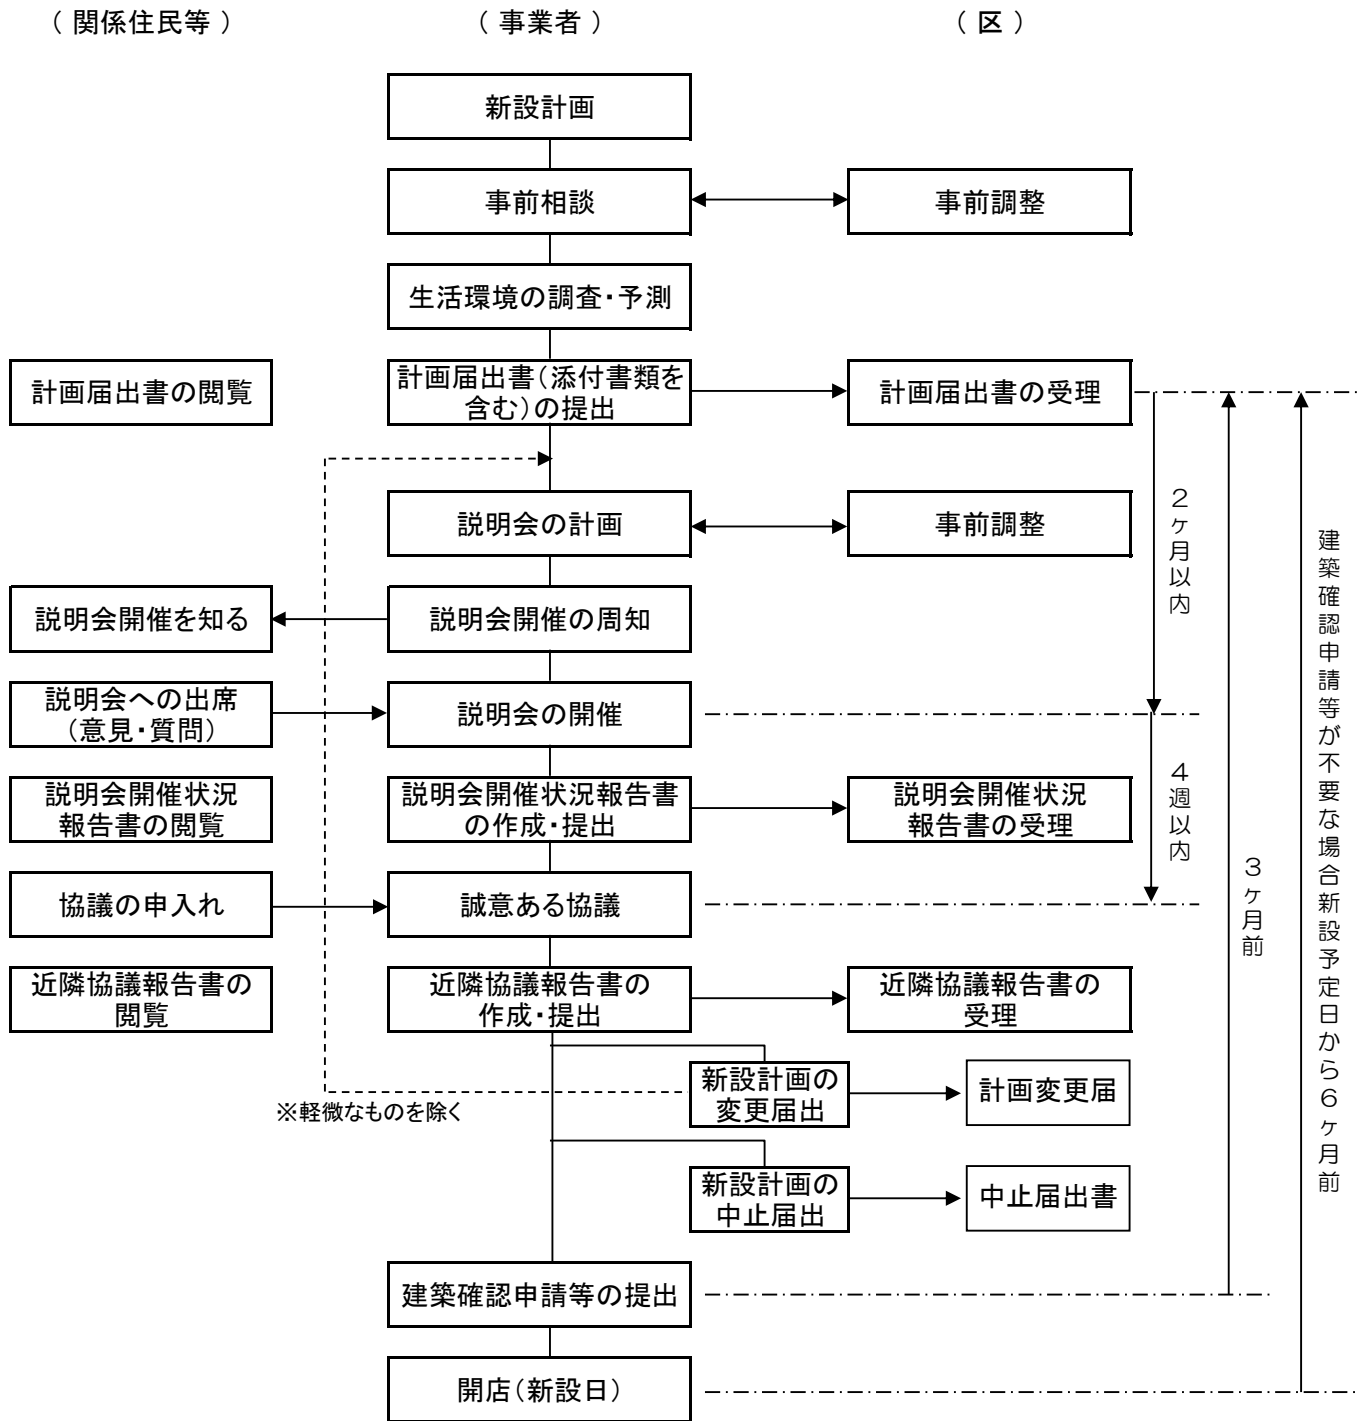 （ 関係住民等 ）
（ 事業者 ）
（ 区 ）
新設計画
事前相談
事前調整
生活環境の調査・予測
計画届出書の閲覧
計画届出書（添付書類を
含む）の提出
計画届出書の受理
説明会の計画
事前調整
説明会開催を知る
説明会開催の周知
説明会への出席
（意見・質問）
説明会の開催
説明会開催状況
報告書の閲覧
説明会開催状況報告書
の作成・提出
説明会開催状況
報告書の受理
協議の申入れ
誠意ある協議
近隣協議報告書の
閲覧
近隣協議報告書の
作成・提出
近隣協議報告書の
受理
新設計画の
変更届出
計画変更届
※軽微なものを除く
新設計画の
中止届出
中止届出書
建築確認申請等の提出
開店（新設日）
２ヶ月以内
４週以内
３ヶ月前
建築確認申請等が不要な場合新設予定日から６ヶ月前